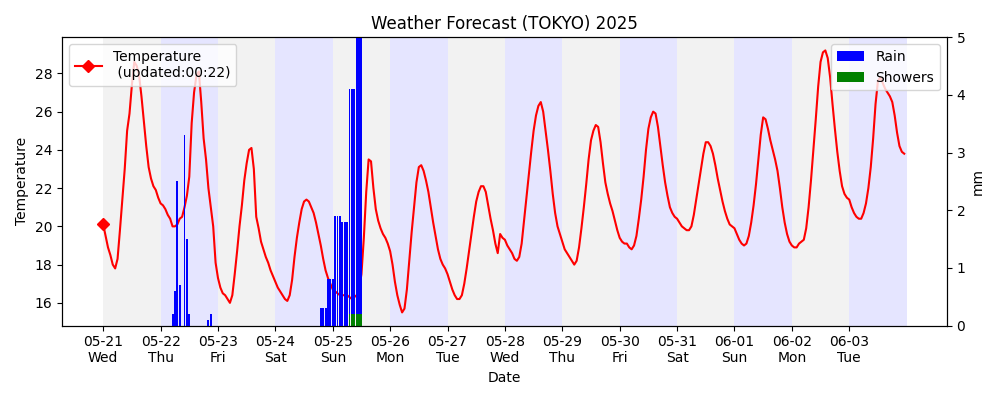 Weather Forecast (TOKYO) 2025
Temperature
(updated:00:22)
Rain
Showers
Temperature
28
26
24
22
20
18
16
5
4
3
2
1
0
mm
05-21 05-22 05-23 05-24 05-25 05-26 05-27 05-28 05-29 05-30 05-31 06-01 06-02 06-03
Wed Thu Fri Sat Sun Mon Tue Wed Thu Fri Sat Sun Mon Tue
Date